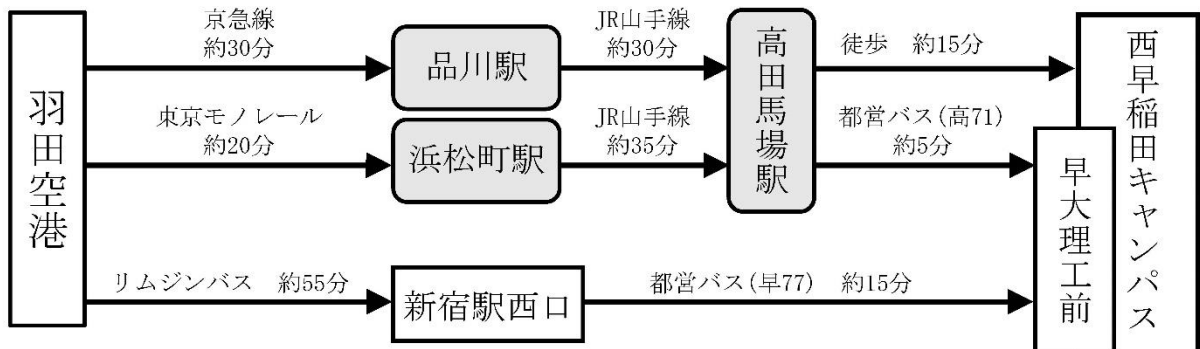 羽田空港
京急線
約30分
品川駅
JR山手線
約30分
高田馬場駅
徒歩　約15分
西早稲田キャンパス
東京モノレール
約20分
浜松町駅
JR山手線
約35分
都営バス(高71)
約5分
早大理工前
リムジンバス　約55分
新宿駅西口
都営バス(早77)　約15分